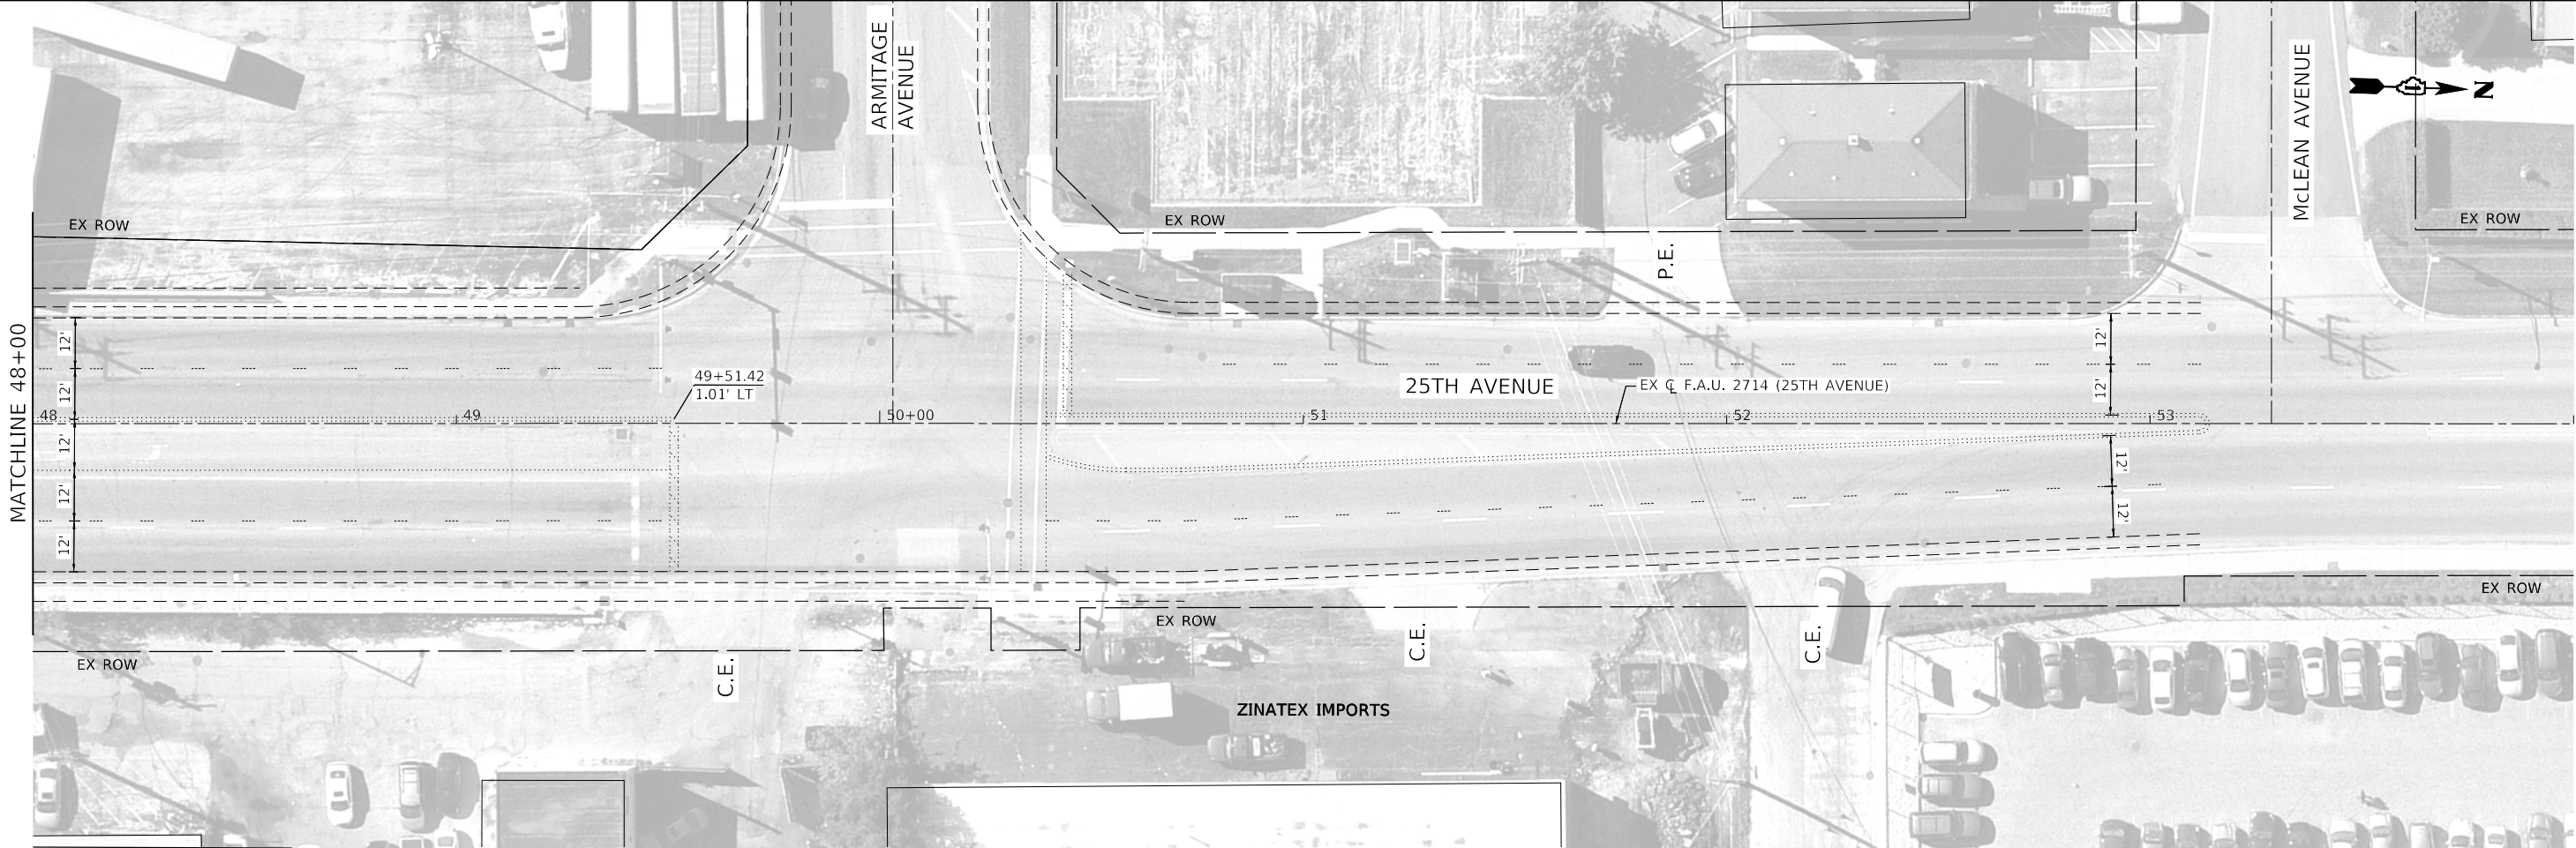 ARMITAGE
AVENUE
McLEAN AVENUE
N
EX ROW
EX ROW
EX ROW
P.E.
MATCHLINE 48+00
12'
12'
12'
12'
12'
49+51.42
1.01' LT
25TH AVENUE
EX ℄ F.A.U. 2714 (25TH AVENUE)
12'
12'
12'
12'
48
49
50+00
51
52
53
EX ROW
EX ROW
EX ROW
C.E.
C.E.
C.E.
ZINATEX IMPORTS